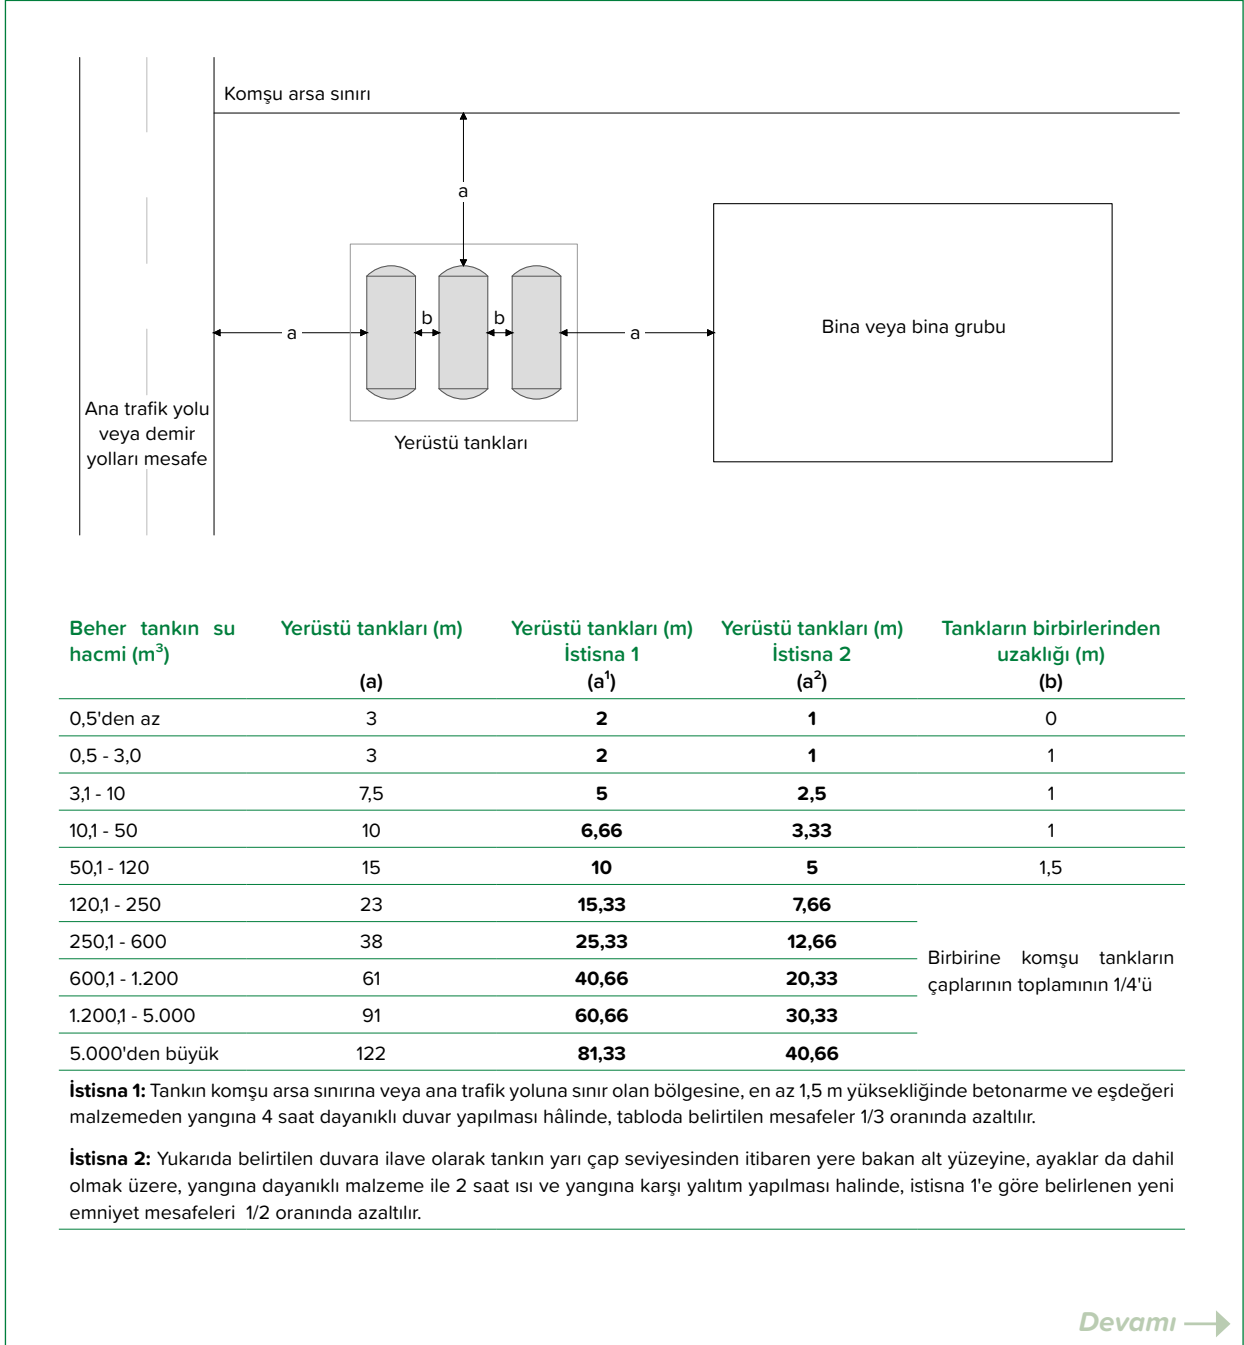 Komşu arsa sınırı
a
b b
a a
Bina veya bina grubu
Ana trafik yolu
veya demir
yolları mesafe
Yerüstü tankları
Beher tankın su Yerüstü tankları (m) Yerüstü tankları (m) Yerüstü tankları (m) Tankların birbirlerinden
hacmi (m³) İstisna 1 İstisna 2 uzaklığı (m)
(a) (a¹) (a²) (b)
0,5'den az 3 2 1 0
0,5 - 3,0 3 2 1 1
3,1 - 10 7,5 5 2,5 1
10,1 - 50 10 6,66 3,33 1
50,1 - 120 15 10 5 1,5
120,1 - 250 23 15,33 7,66
250,1 - 600 38 25,33 12,66
Birbirine komşu tankların
600,1 - 1.200 61 40,66 20,33
çaplarının toplamının 1/4'ü
1.200,1 - 5.000 91 60,66 30,33
5.000'den büyük 122 81,33 40,66
İstisna 1: Tankın komşu arsa sınırına veya ana trafik yoluna sınır olan bölgesine, en az 1,5 m yüksekliğinde betonarme ve eşdeğeri
malzemeden yangına 4 saat dayanıklı duvar yapılması hâlinde, tabloda belirtilen mesafeler 1/3 oranında azaltılır.
İstisna 2: Yukarıda belirtilen duvara ilave olarak tankın yarı çap seviyesinden itibaren yere bakan alt yüzeyine, ayaklar da dahil
olmak üzere, yangına dayanıklı malzeme ile 2 saat ısı ve yangına karşı yalıtım yapılması halinde, istisna 1'e göre belirlenen yeni
emniyet mesafeleri 1/2 oranında azaltılır.
Devamı